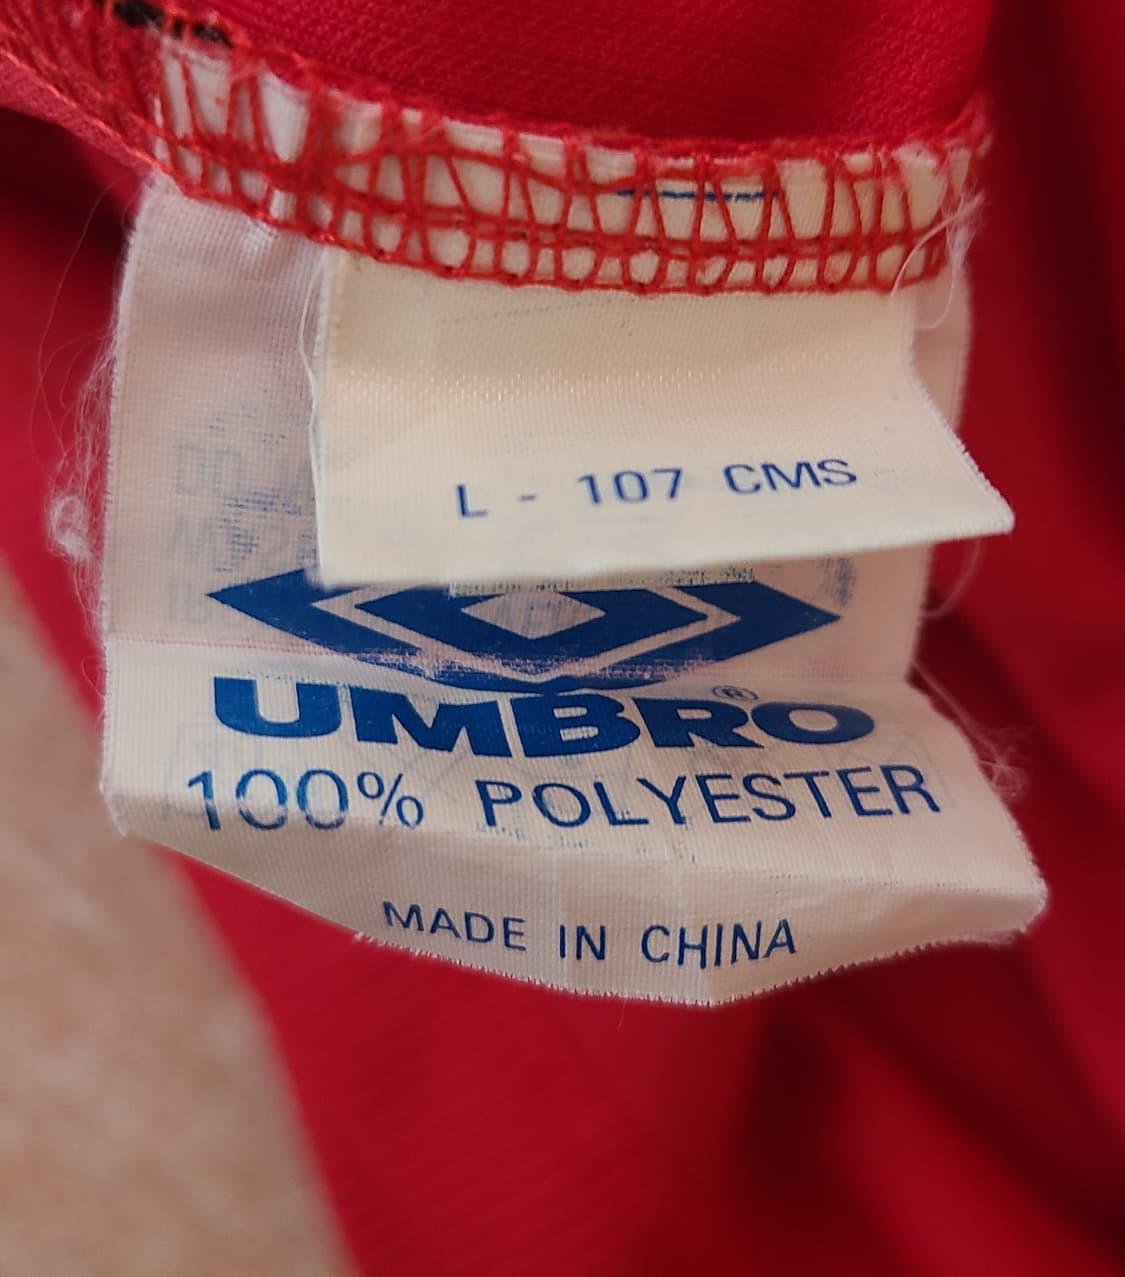 L - 107 CMS
UMBRO®
100% POLYESTER
MADE IN CHINA